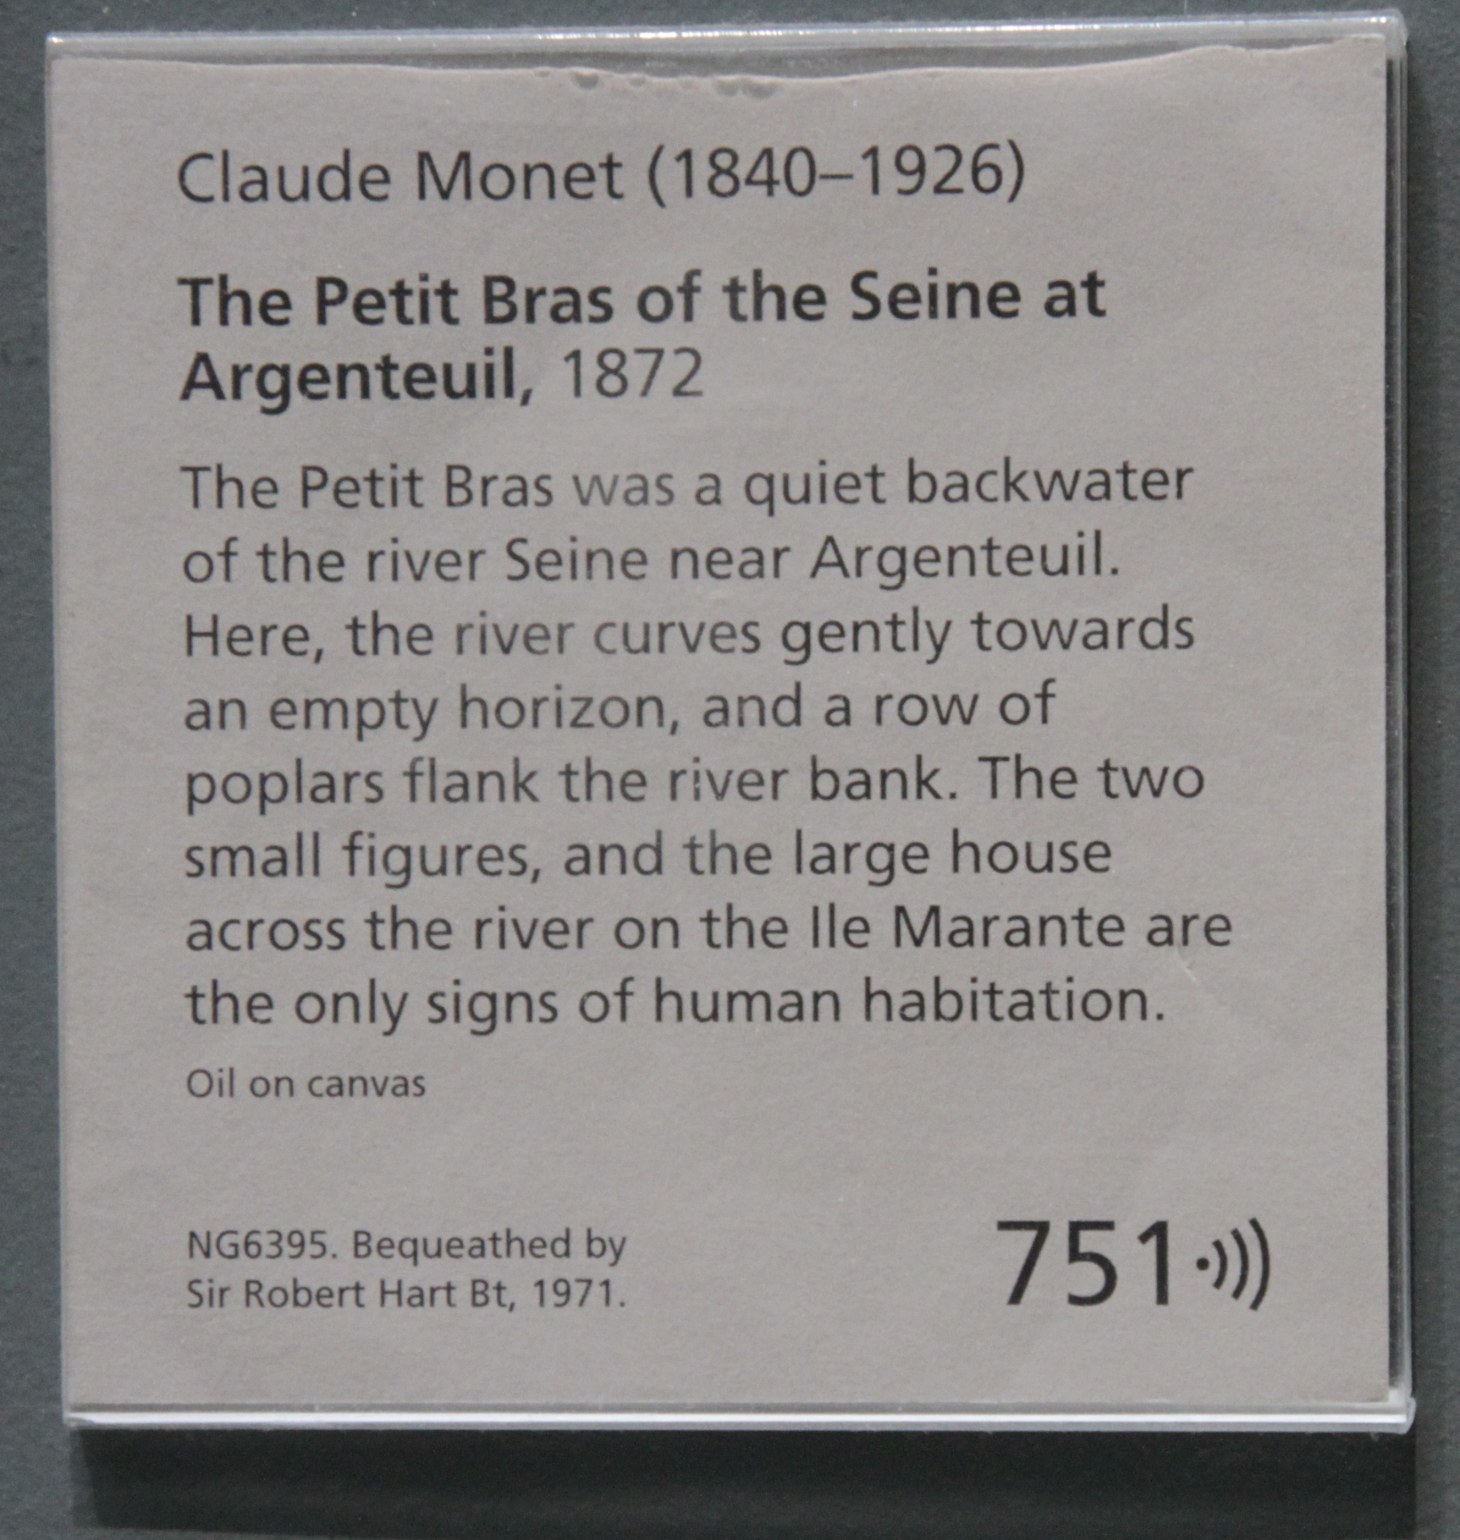 Claude Monet (1840–1926)
The Petit Bras of the Seine at
Argenteuil, 1872
The Petit Bras was a quiet backwater
of the river Seine near Argenteuil.
Here, the river curves gently towards
an empty horizon, and a row of
poplars flank the river bank. The two
small figures, and the large house
across the river on the Ile Marante are
the only signs of human habitation.
Oil on canvas
NG6395. Bequeathed by
Sir Robert Hart Bt, 1971.
751